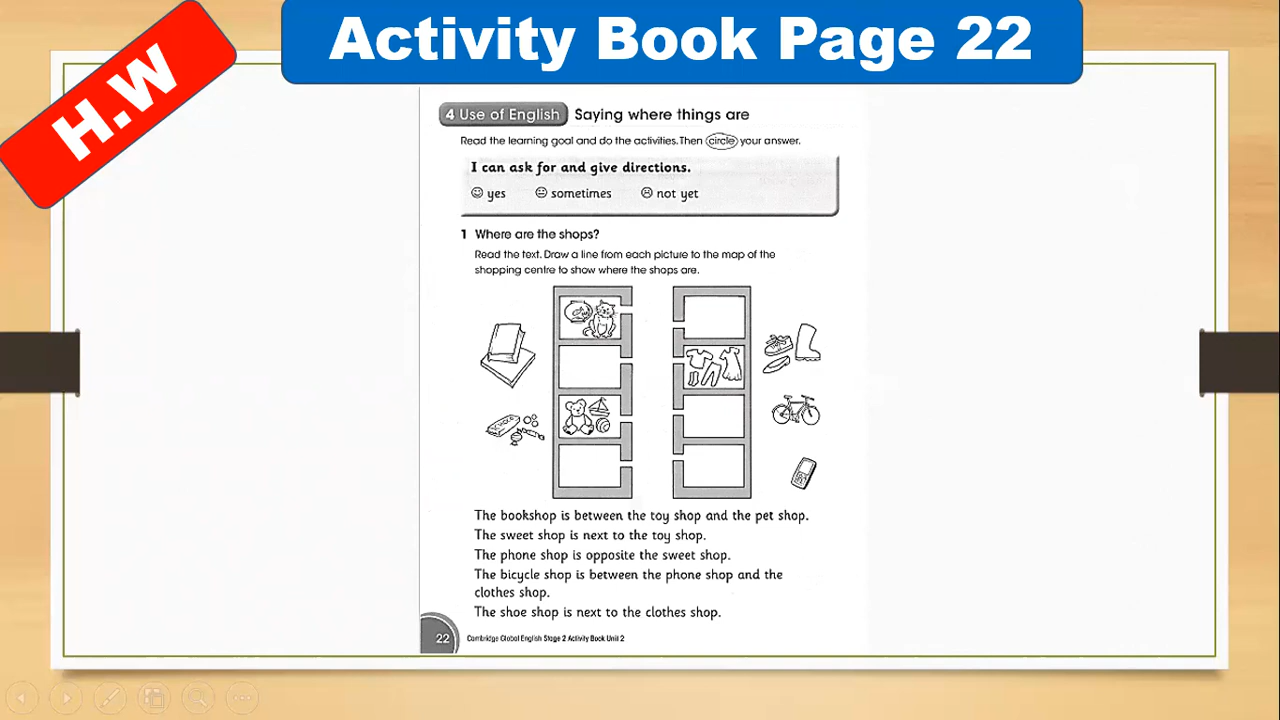 H.W
Activity Book Page 22
4 Use of English Saying where things are
Read the learning goal and do the activities. Then circle your answer.
I can ask for and give directions.
yes sometimes not yet
1 Where are the shops?
Read the text. Draw a line from each picture to the map of the
shopping centre to show where the shops are.
The bookshop is between the toy shop and the pet shop.
The sweet shop is next to the toy shop.
The phone shop is opposite the sweet shop.
The bicycle shop is between the phone shop and the
clothes shop.
The shoe shop is next to the clothes shop.
22 Cambridge Global English Stage 2 Activity Book Unit 2